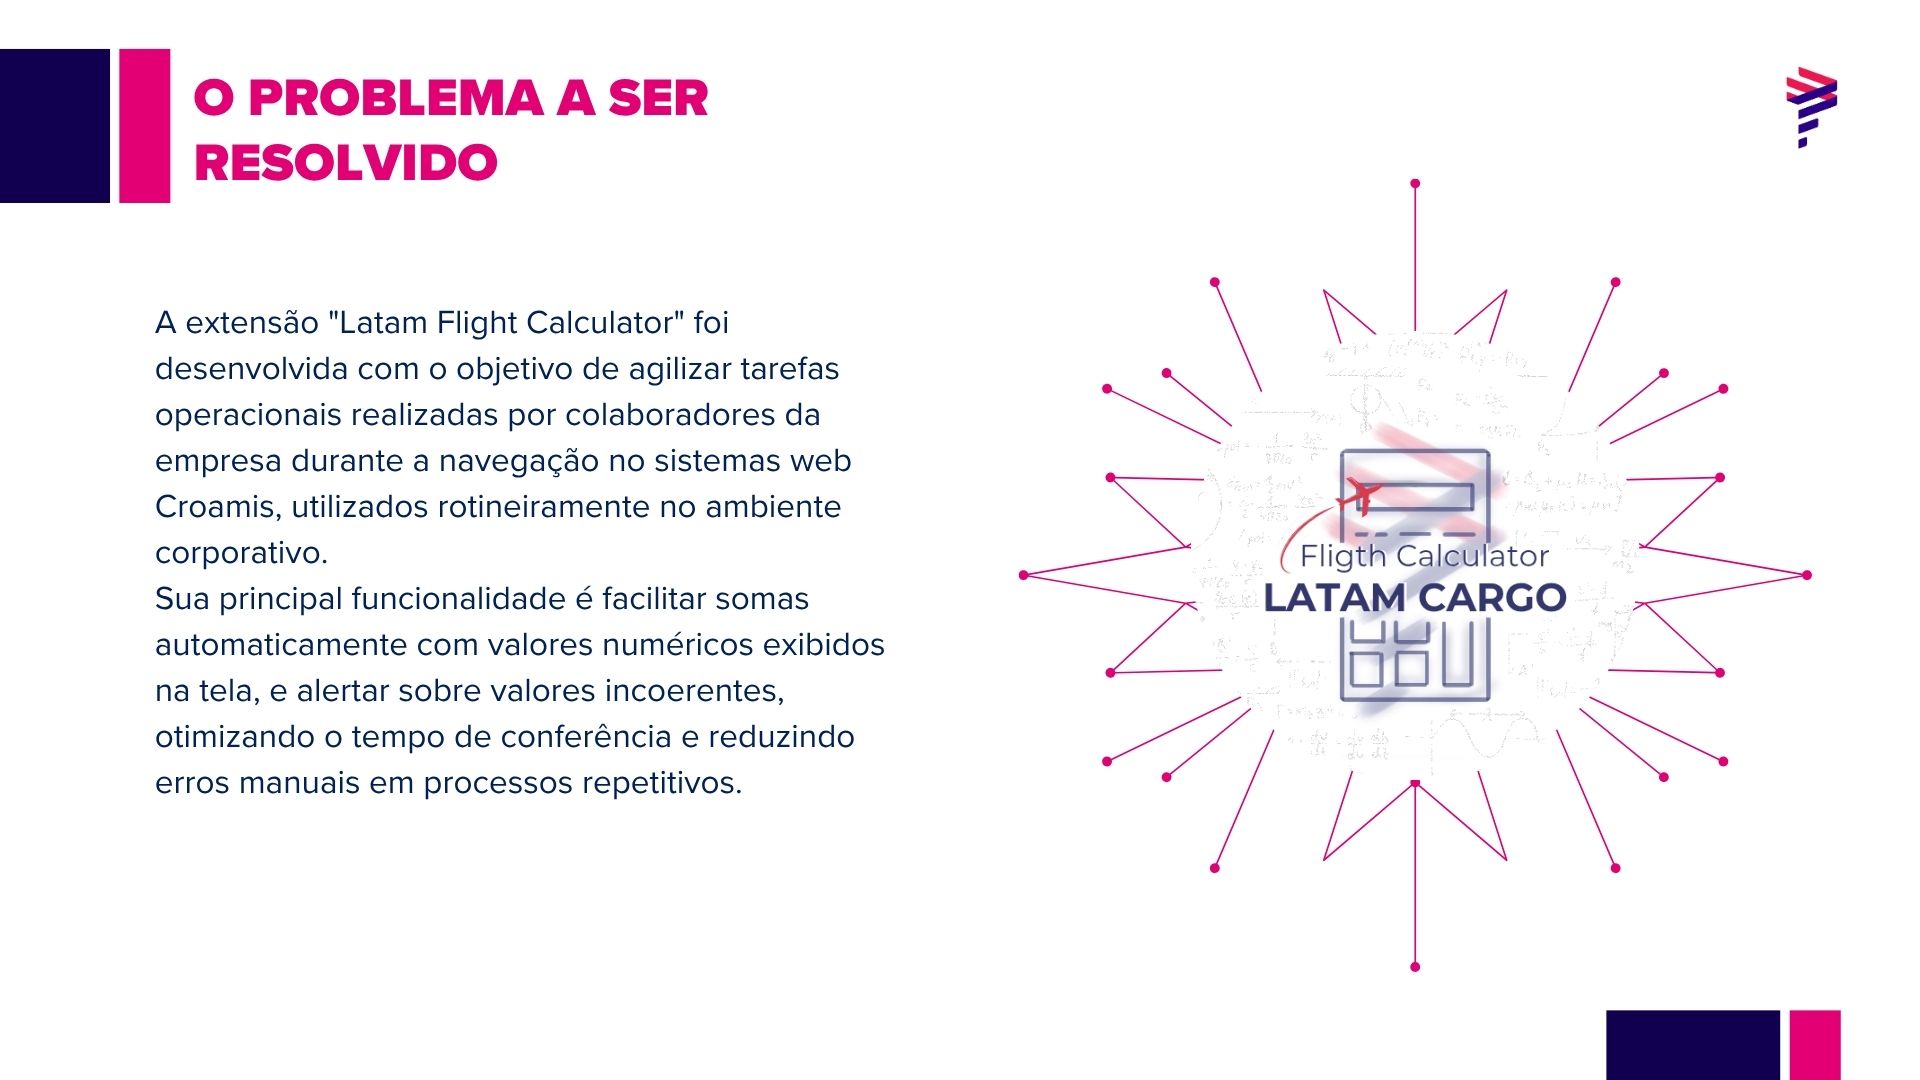 O PROBLEMA A SER
RESOLVIDO
A extensão "Latam Flight Calculator" foi
desenvolvida com o objetivo de agilizar tarefas
operacionais realizadas por colaboradores da
empresa durante a navegação no sistemas web
Croamis, utilizados rotineiramente no ambiente
corporativo.
Sua principal funcionalidade é facilitar somas
automaticamente com valores numéricos exibidos
na tela, e alertar sobre valores incoerentes,
otimizando o tempo de conferência e reduzindo
erros manuais em processos repetitivos.
Fligth Calculator
LATAM CARGO